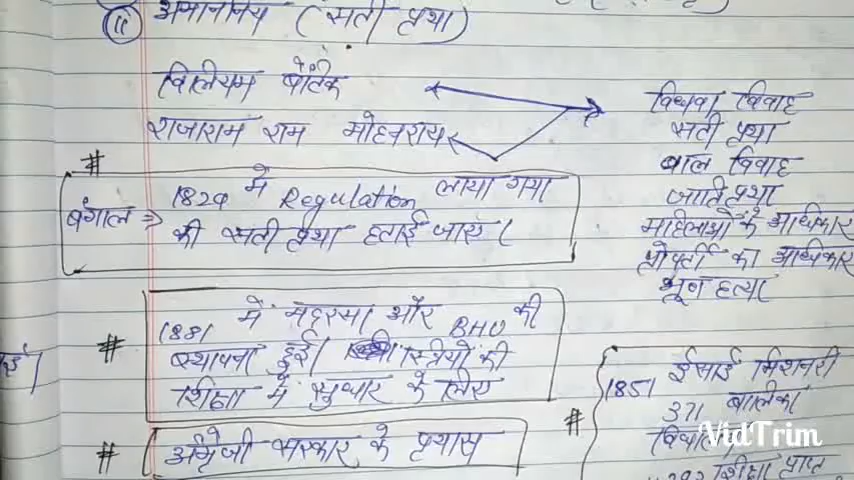 (ii) अमानवीय (सती प्रथा)
विलियम बैंटिक
राजाराम राम मोहनराय
विधवा विवाह
सती प्रथा
बाल विवाह
जाति प्रथा
महिलाओं के अधिकार
प्रोपर्टी का अधिकार
भ्रूण हत्या
#
बंगाल ⇒ 1829 में Regulation लाया गया
की सती प्रथा हटाई जाए (
# 1881 में मदरसा और BHU की
स्थापना हुई। स्त्रियों की
शिक्षा में सुधार के लिए
# अंग्रेजी सरकार के प्रयास
# 1851 ईसाई मिशनरी
371 बालिका
शिक्षा प्राप्त
VidTrim